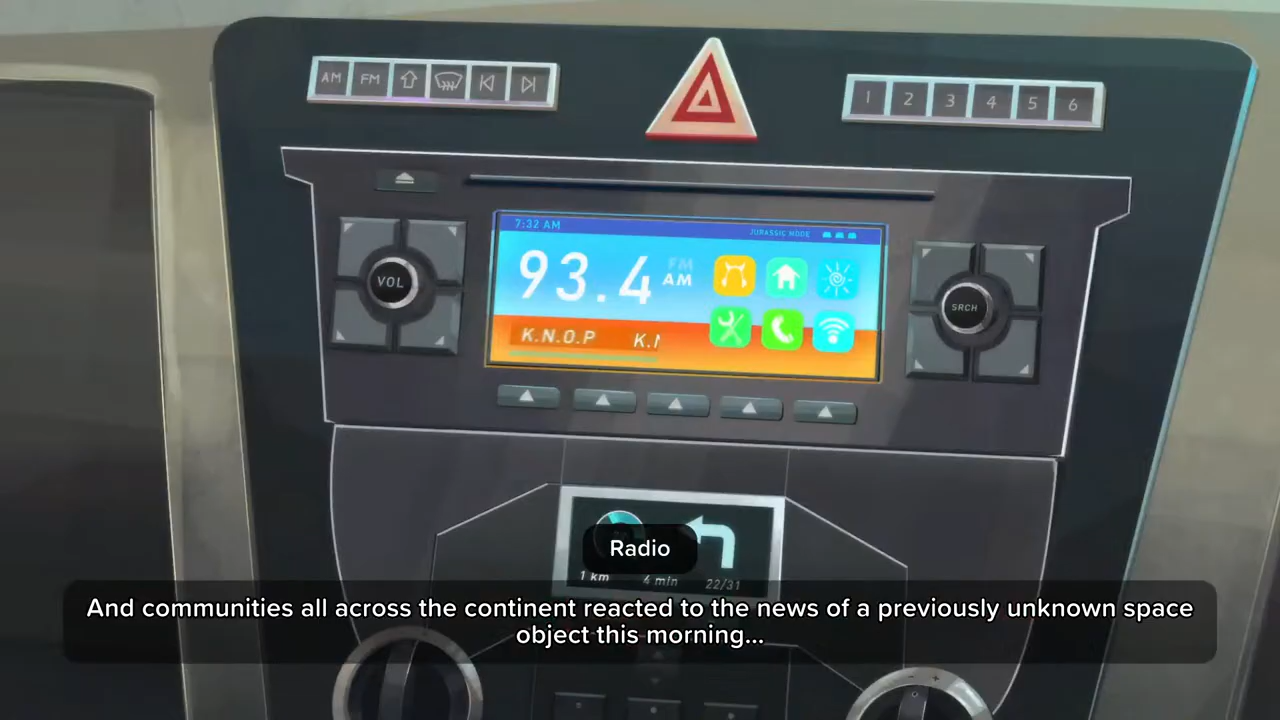 AM FM
1 2 3 4 5 6
7:32 AM JURASSIC MODE
VOL
93.4 FM AM
SRCH
K.N.O.P K.N
Radio
1 km 4 min 22/31
And communities all across the continent reacted to the news of a previously unknown space
object this morning...